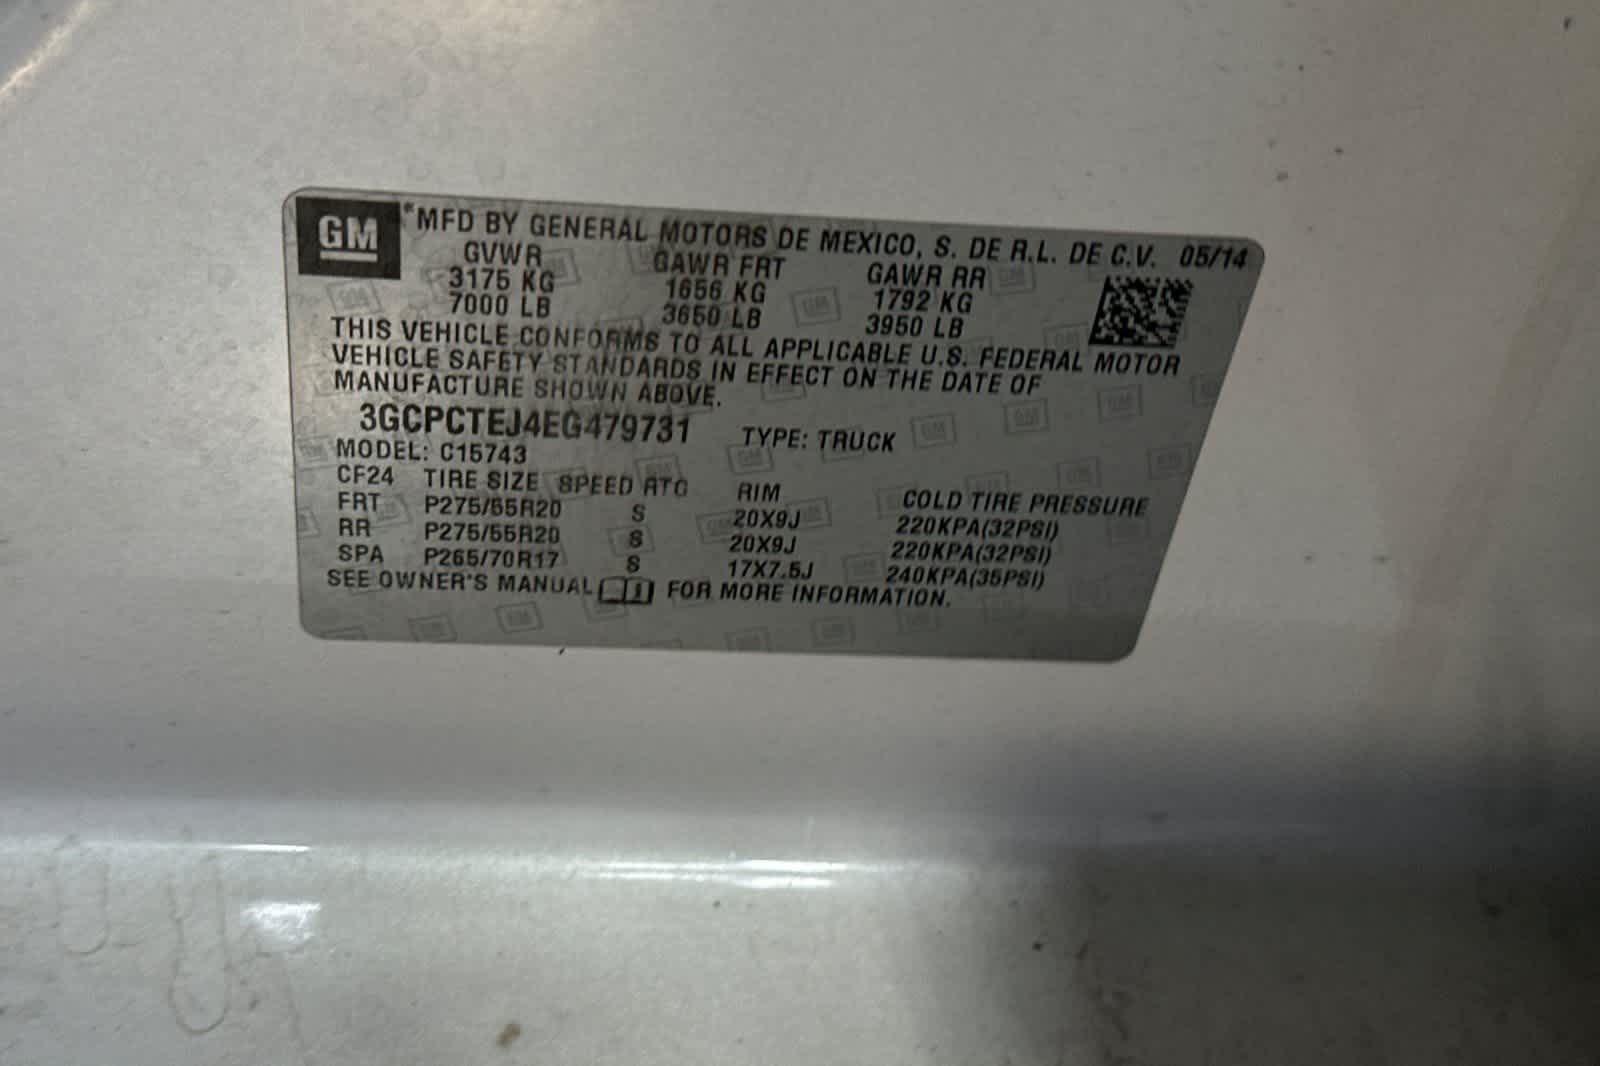 GM
*MFD BY GENERAL MOTORS DE MEXICO, S. DE R.L. DE C.V. 05/14
GVWR GAWR FRT GAWR RR
3175 KG 1656 KG 1792 KG
7000 LB 3650 LB 3950 LB
THIS VEHICLE CONFORMS TO ALL APPLICABLE U.S. FEDERAL MOTOR
VEHICLE SAFETY STANDARDS IN EFFECT ON THE DATE OF
MANUFACTURE SHOWN ABOVE.
3GCPCTEJ4EG479731 TYPE: TRUCK
MODEL: C15743
CF24 TIRE SIZE SPEED RTG RIM COLD TIRE PRESSURE
FRT P275/55R20 S 20X9J 220KPA(32PSI)
RR P275/55R20 S 20X9J 220KPA(32PSI)
SPA P265/70R17 S 17X7.5J 240KPA(35PSI)
SEE OWNER'S MANUAL FOR MORE INFORMATION.